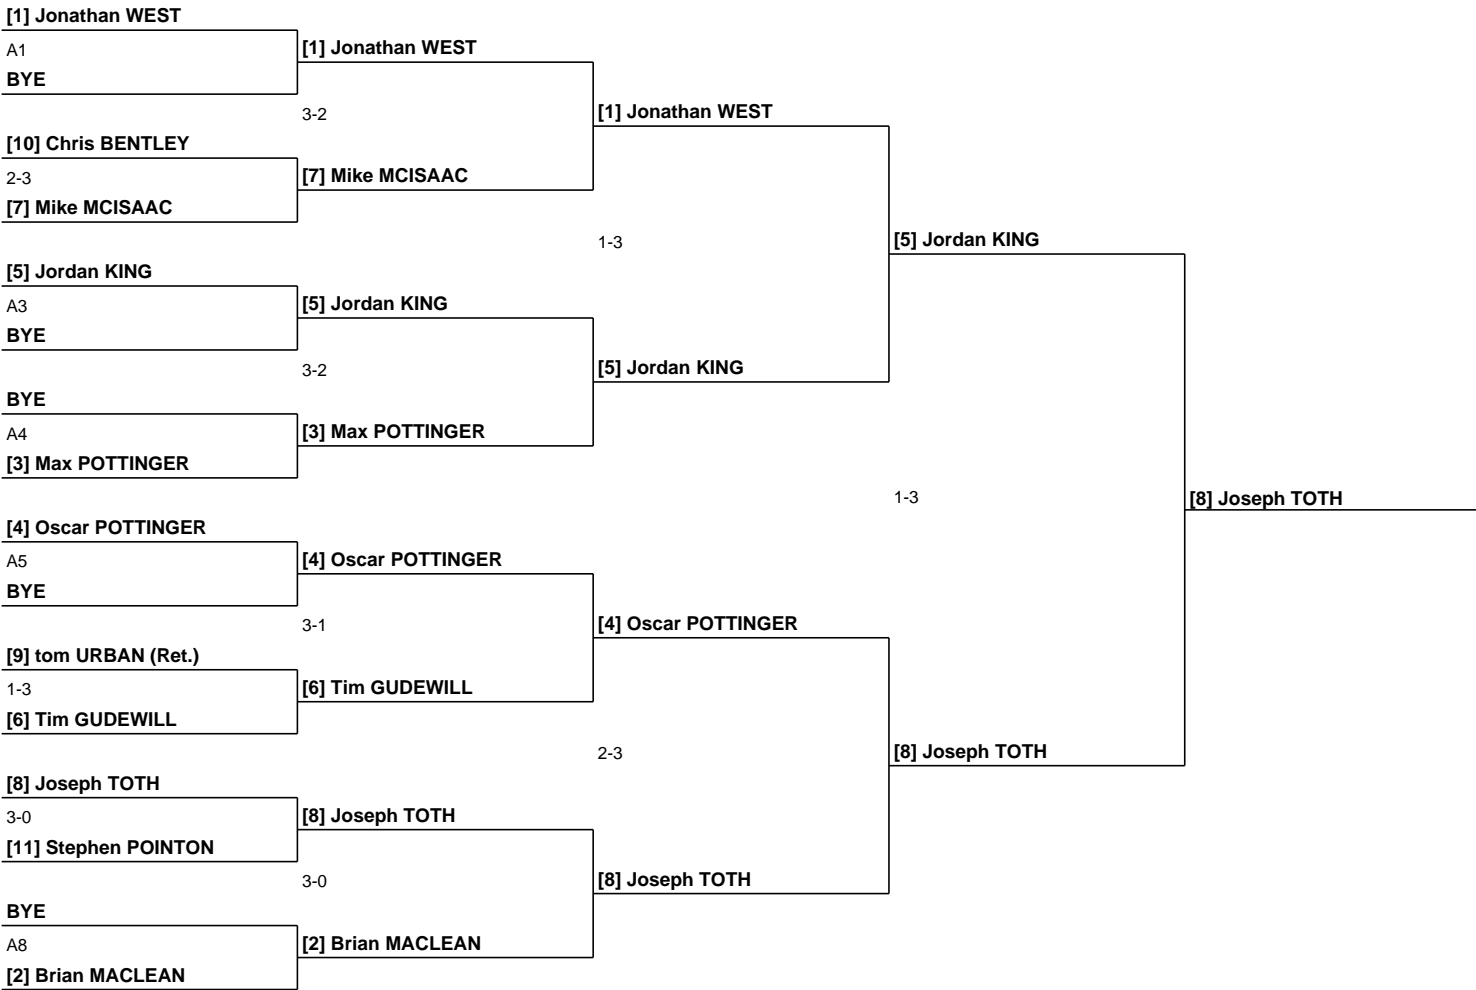 [1] Jonathan WEST
A1
BYE
[10] Chris BENTLEY
2-3
[7] Mike MCISAAC
[5] Jordan KING
A3
BYE
BYE
A4
[3] Max POTTINGER
[4] Oscar POTTINGER
A5
BYE
[9] tom URBAN (Ret.)
1-3
[6] Tim GUDEWILL
[8] Joseph TOTH
3-0
[11] Stephen POINTON
BYE
A8
[2] Brian MACLEAN
[1] Jonathan WEST
3-2
[7] Mike MCISAAC
[5] Jordan KING
3-2
[3] Max POTTINGER
[4] Oscar POTTINGER
3-1
[6] Tim GUDEWILL
[8] Joseph TOTH
3-0
[2] Brian MACLEAN
[1] Jonathan WEST
1-3
[5] Jordan KING
[4] Oscar POTTINGER
2-3
[8] Joseph TOTH
[5] Jordan KING
1-3
[8] Joseph TOTH
[8] Joseph TOTH